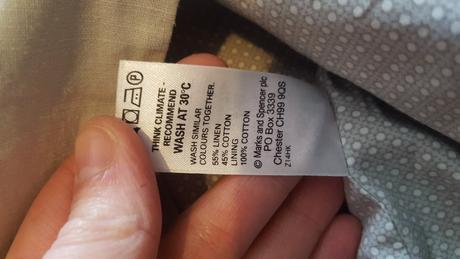 THINK CLIMATE -
RECOMMEND
WASH AT 30°C
WASH SIMILAR
COLOURS TOGETHER.
55% LINEN
45% COTTON
LINING
100% COTTON
© Marks and Spencer plc
PO Box 3339
Chester CH99 9QS
Z14HK